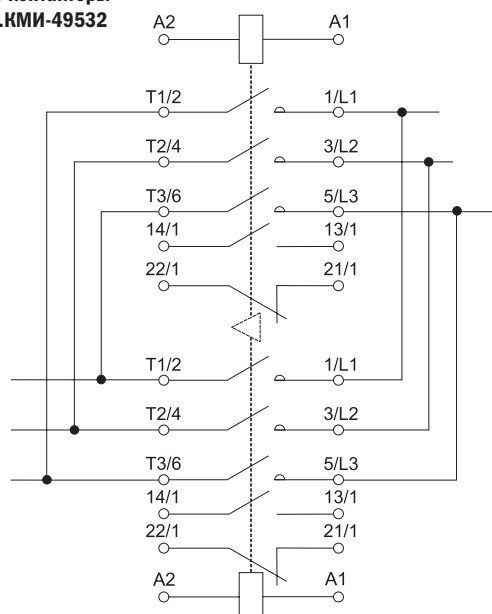 .КМИ-49532
A2 A1
T1/2 1/L1
T2/4 3/L2
T3/6 5/L3
14/1 13/1
22/1 21/1
T1/2 1/L1
T2/4 3/L2
T3/6 5/L3
14/1 13/1
22/1 21/1
A2 A1